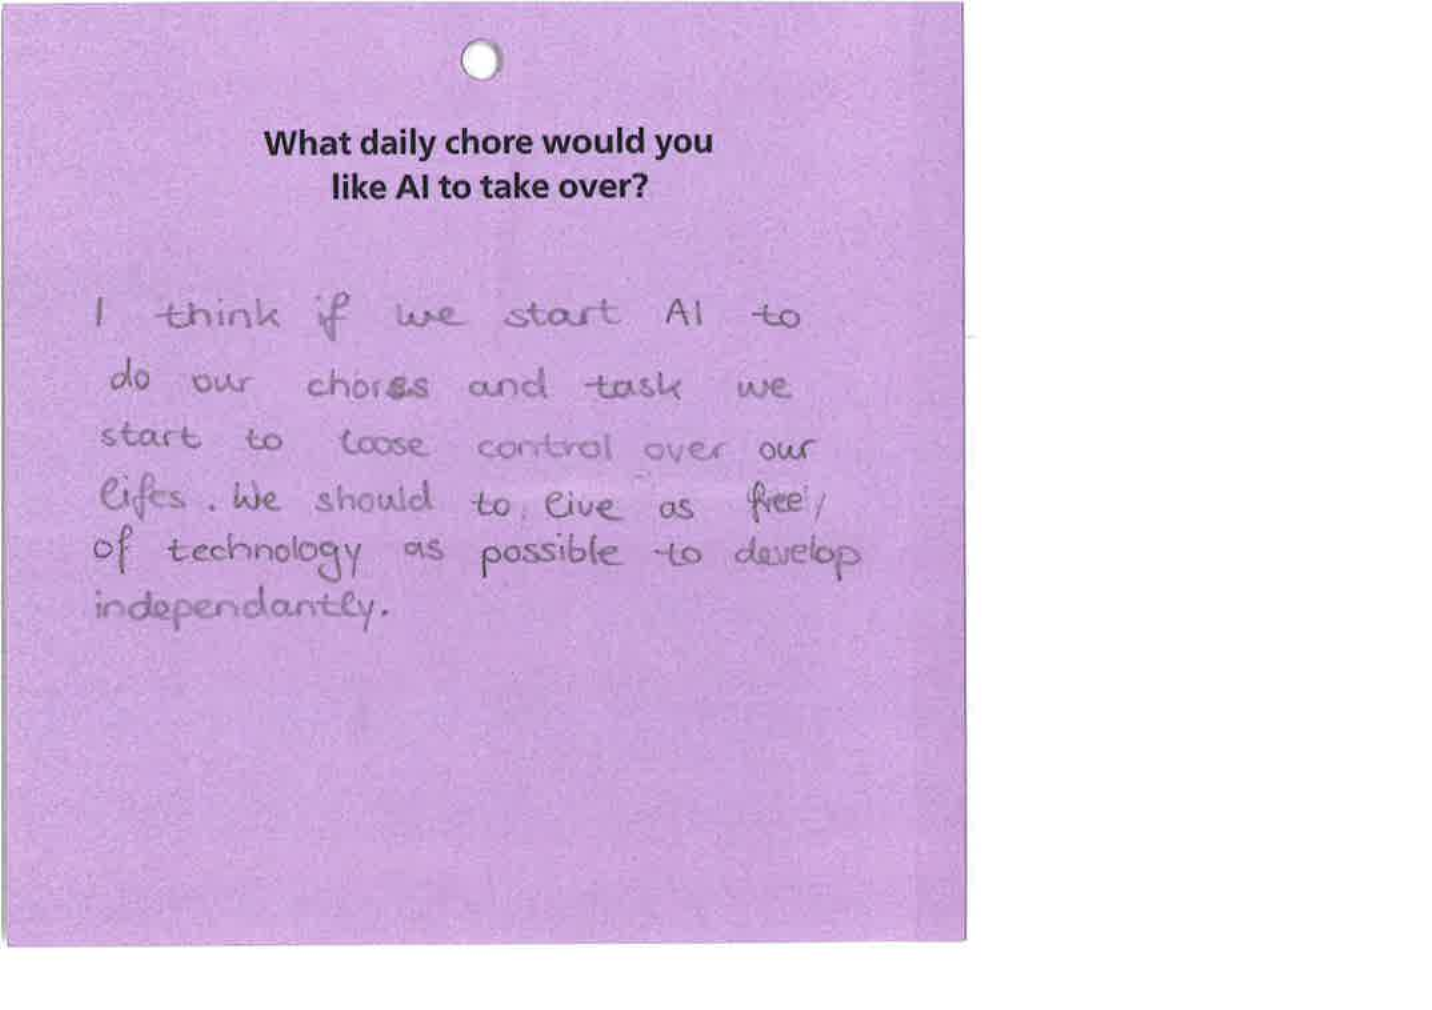 What daily chore would you
like AI to take over?
I think if we start AI to
do our chores and task we
start to loose control over our
lifes. We should to live as free
of technology as possible to develop
independantly.